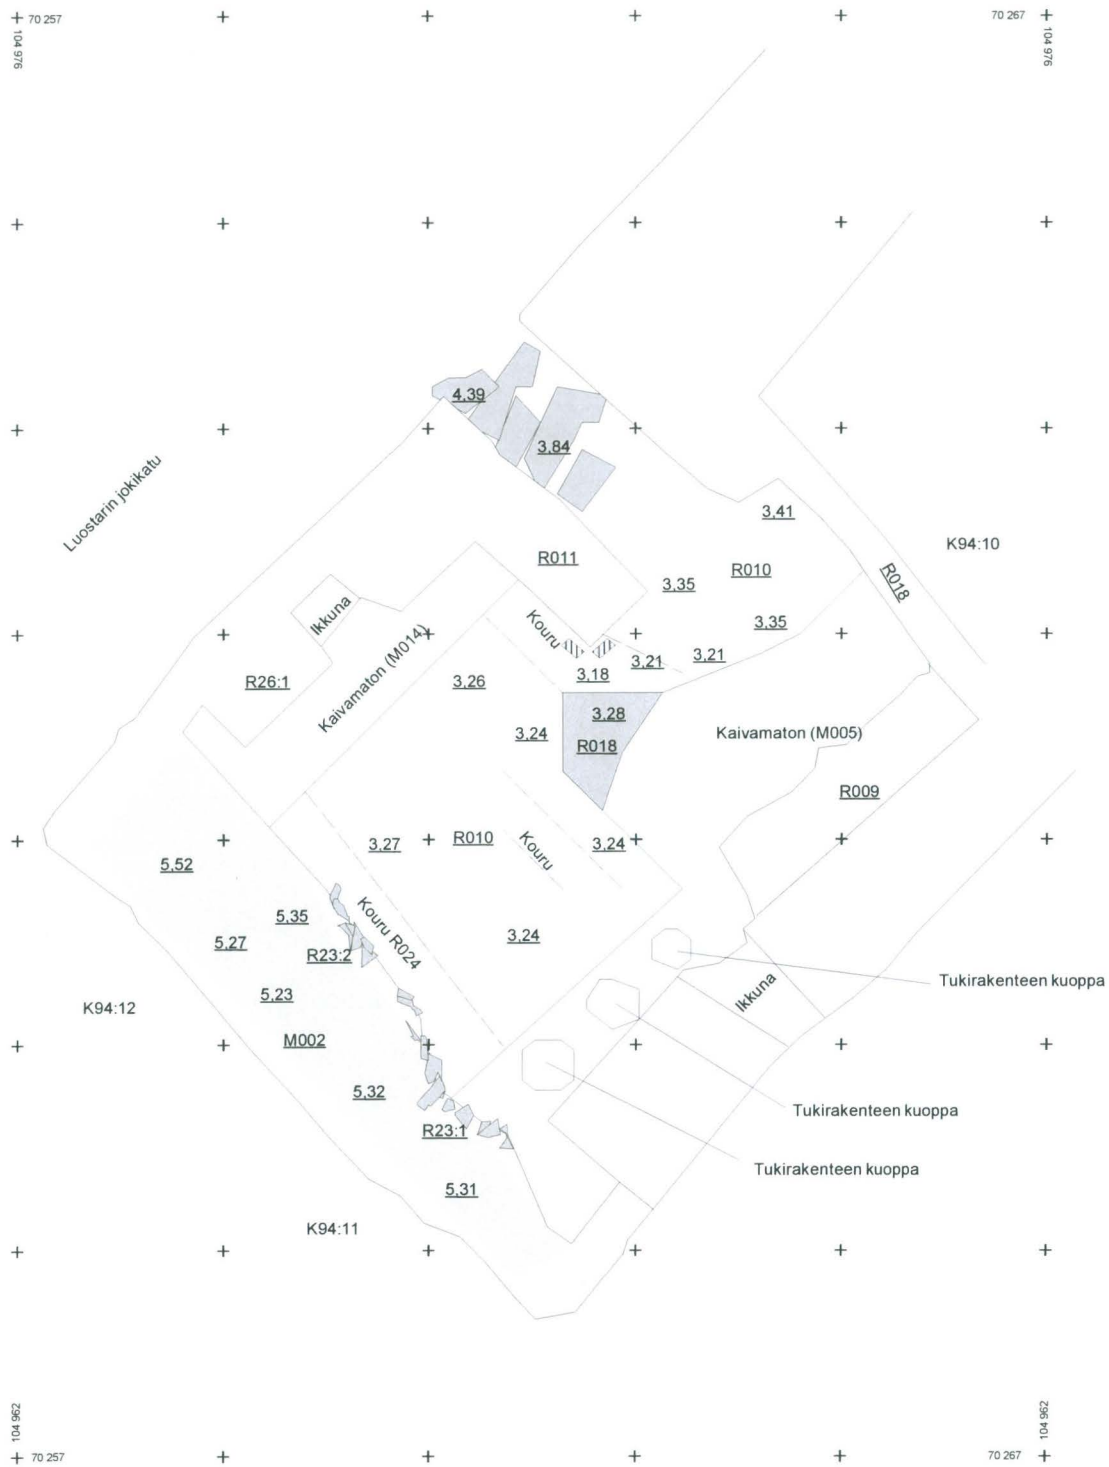 70 257
70 267
104 976
104 976
4,39
3,84
Luostarin jokikatu
3,41
K94:10
R011
R010
R018
3,35
Ikkuna
Kouru
3,35
3,21
3,21
Kaivamaton (M014)
R26:1
3,26
3,18
3,28
3,24
R018
Kaivamaton (M005)
R009
3,27
R010
Kouru
3,24
5,52
5,35
Kouru R024
3,24
5,27
R23:2
5,23
Ikkuna
Tukirakenteen kuoppa
K94:12
M002
5,32
Tukirakenteen kuoppa
R23:1
Tukirakenteen kuoppa
5,31
K94:11
104 962
104 962
70 257
70 267